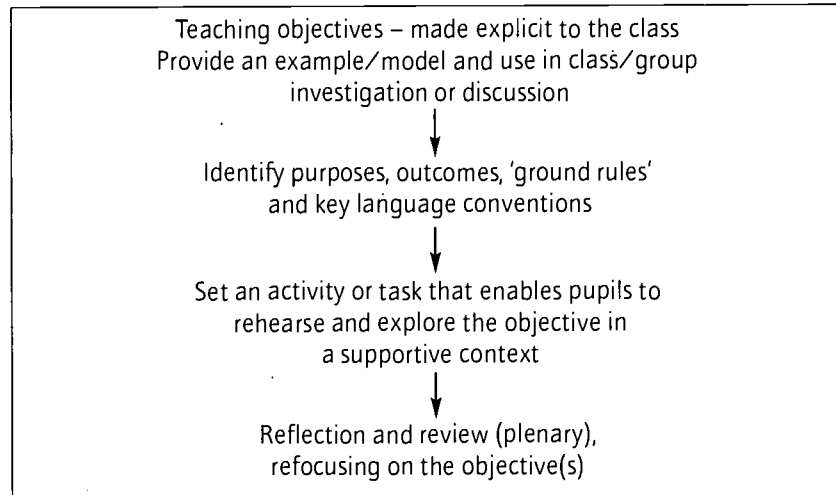 Teaching objectives – made explicit to the class
Provide an example/model and use in class/group
investigation or discussion
Identify purposes, outcomes, 'ground rules'
and key language conventions
Set an activity or task that enables pupils to
rehearse and explore the objective in
a supportive context
Reflection and review (plenary),
refocusing on the objective(s)